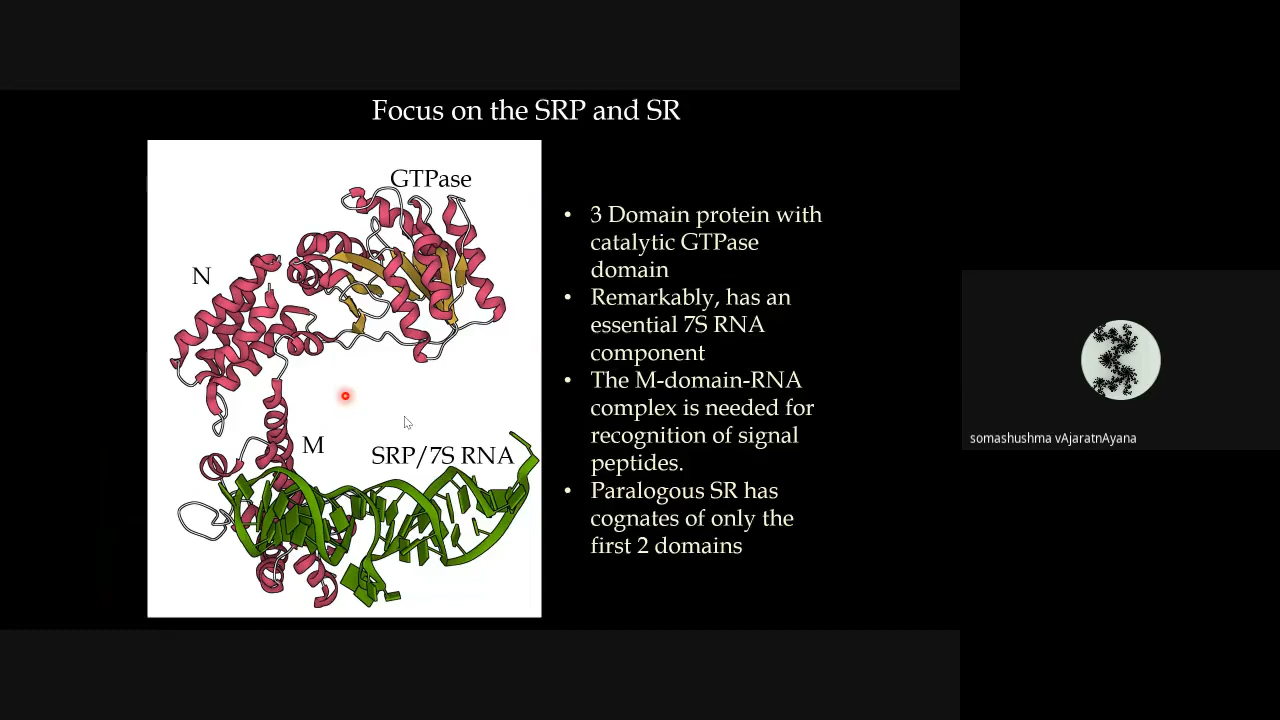 Focus on the SRP and SR
GTPase
N
M
SRP/7S RNA
• 3 Domain protein with
catalytic GTPase
domain
• Remarkably, has an
essential 7S RNA
component
• The M-domain-RNA
complex is needed for
recognition of signal
peptides.
• Paralogous SR has
cognates of only the
first 2 domains
somashushma vAjaratnAyana